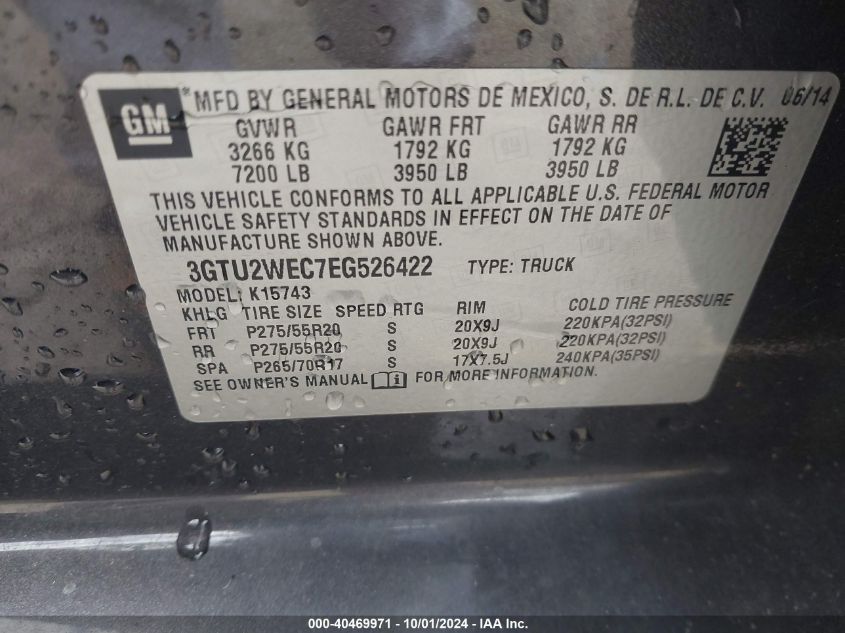 GM
*MFD BY GENERAL MOTORS DE MEXICO, S. DE R.L. DE C.V. 06/14
GVWR GAWR FRT GAWR RR
3266 KG 1792 KG 1792 KG
7200 LB 3950 LB 3950 LB
THIS VEHICLE CONFORMS TO ALL APPLICABLE U.S. FEDERAL MOTOR
VEHICLE SAFETY STANDARDS IN EFFECT ON THE DATE OF
MANUFACTURE SHOWN ABOVE.
3GTU2WEC7EG526422 TYPE: TRUCK
MODEL: K15743
KHLG TIRE SIZE SPEED RTG RIM COLD TIRE PRESSURE
FRT P275/55R20 S 20X9J 220KPA(32PSI)
RR P275/55R20 S 20X9J 220KPA(32PSI)
SPA P265/70R17 S 17X7.5J 240KPA(35PSI)
SEE OWNER'S MANUAL i FOR MORE INFORMATION.
000-40469971 - 10/01/2024 - IAA Inc.